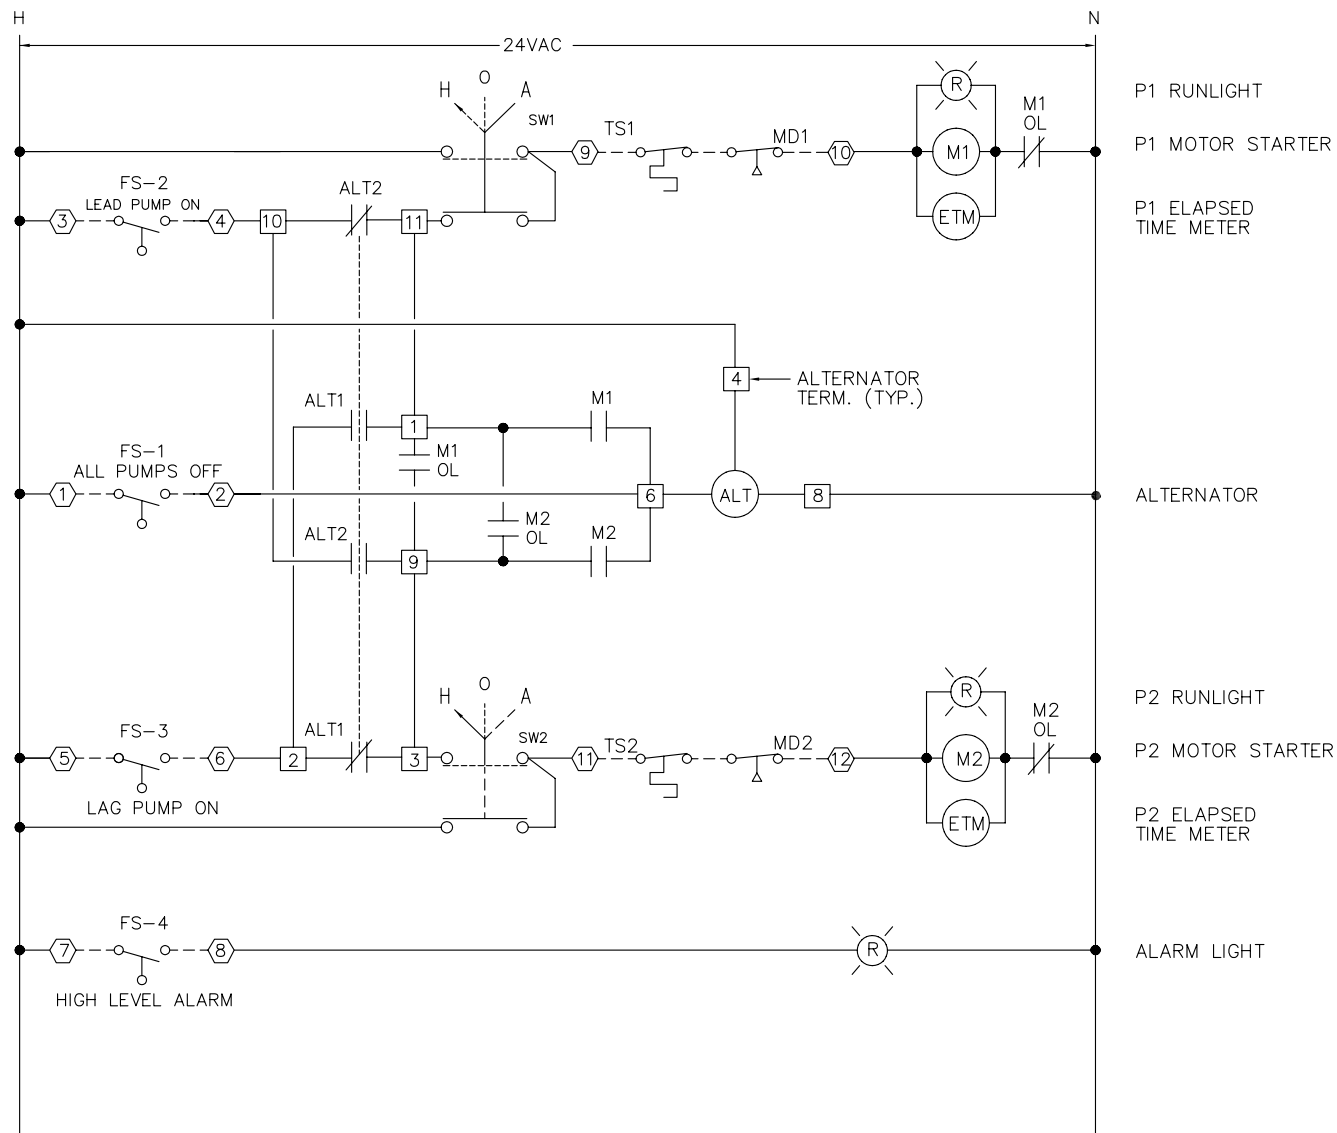 H
N
24VAC
H O A
SW1
R
P1 RUNLIGHT
M1
OL
9
TS1
MD1
10
M1
P1 MOTOR STARTER
FS-2
LEAD PUMP ON
ALT2
3
4
10
11
ETM
P1 ELAPSED
TIME METER
4
ALTERNATOR
TERM. (TYP.)
ALT1
1
M1
M1
OL
FS-1
ALL PUMPS OFF
1
2
6
ALT
8
ALTERNATOR
M2
OL
ALT2
9
M2
H O A
SW2
R
P2 RUNLIGHT
M2
OL
FS-3
5
6
2
ALT1
3
11
TS2
MD2
12
M2
P2 MOTOR STARTER
LAG PUMP ON
ETM
P2 ELAPSED
TIME METER
FS-4
7
8
R
ALARM LIGHT
HIGH LEVEL ALARM